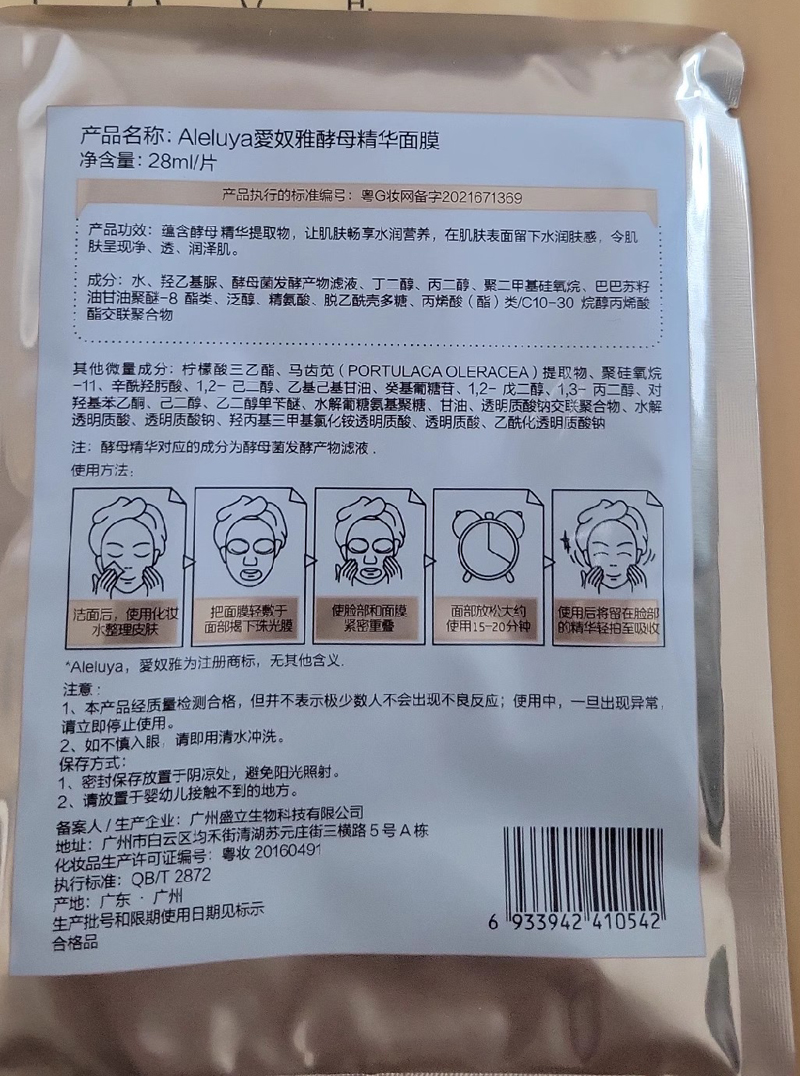 产品名称: Aleluya愛奴雅酵母精华面膜
净含量: 28ml/片
产品执行的标准编号: 粤G妆网备字2021671369
产品功效: 蕴含酵母精华提取物，让肌肤畅享水润营养，在肌肤表面留下水润肤感，令肌
肤呈现净、透、润泽肌。
成分: 水、羟乙基脲、酵母菌发酵产物滤液、丁二醇、丙二醇、聚二甲基硅氧烷、巴巴苏籽
油甘油聚醚-8 酯类、泛醇、精氨酸、脱乙酰壳多糖、丙烯酸（酯）类/C10-30 烷醇丙烯酸
酯交联聚合物
其他微量成分: 柠檬酸三乙酯、马齿苋（PORTULACA OLERACEA）提取物、聚硅氧烷
-11、辛酰羟肟酸、1,2- 己二醇、乙基己基甘油、癸基葡糖苷、1,2- 戊二醇、1,3- 丙二醇、对
羟基苯乙酮、己二醇、乙二醇单苄醚、水解葡糖氨基聚糖、甘油、透明质酸钠交联聚合物、水解
透明质酸、透明质酸钠、羟丙基三甲基氯化铵透明质酸、透明质酸、乙酰化透明质酸钠
注: 酵母精华对应的成分为酵母菌发酵产物滤液.
使用方法:
洁面后，使用化妆
水整理皮肤
把面膜轻敷于
面部揭下珠光膜
使脸部和面膜
紧密重叠
面部放松大约
使用15-20分钟
使用后将留在脸部
的精华轻拍至吸收
*Aleluya，愛奴雅为注册商标，无其他含义.
注意:
1、本产品经质量检测合格，但并不表示极少数人不会出现不良反应；使用中，一旦出现异常,
请立即停止使用。
2、如不慎入眼, 请即用清水冲洗。
保存方式:
1、密封保存放置于阴凉处，避免阳光照射。
2、请放置于婴幼儿接触不到的地方。
备案人/生产企业: 广州盛立生物科技有限公司
地址: 广州市白云区均禾街清湖苏元庄街三横路5号A栋
化妆品生产许可证编号: 粤妆 20160491
执行标准: QB/T 2872
产地: 广东 · 广州
生产批号和限期使用日期见标示
合格品
6 933942 410542